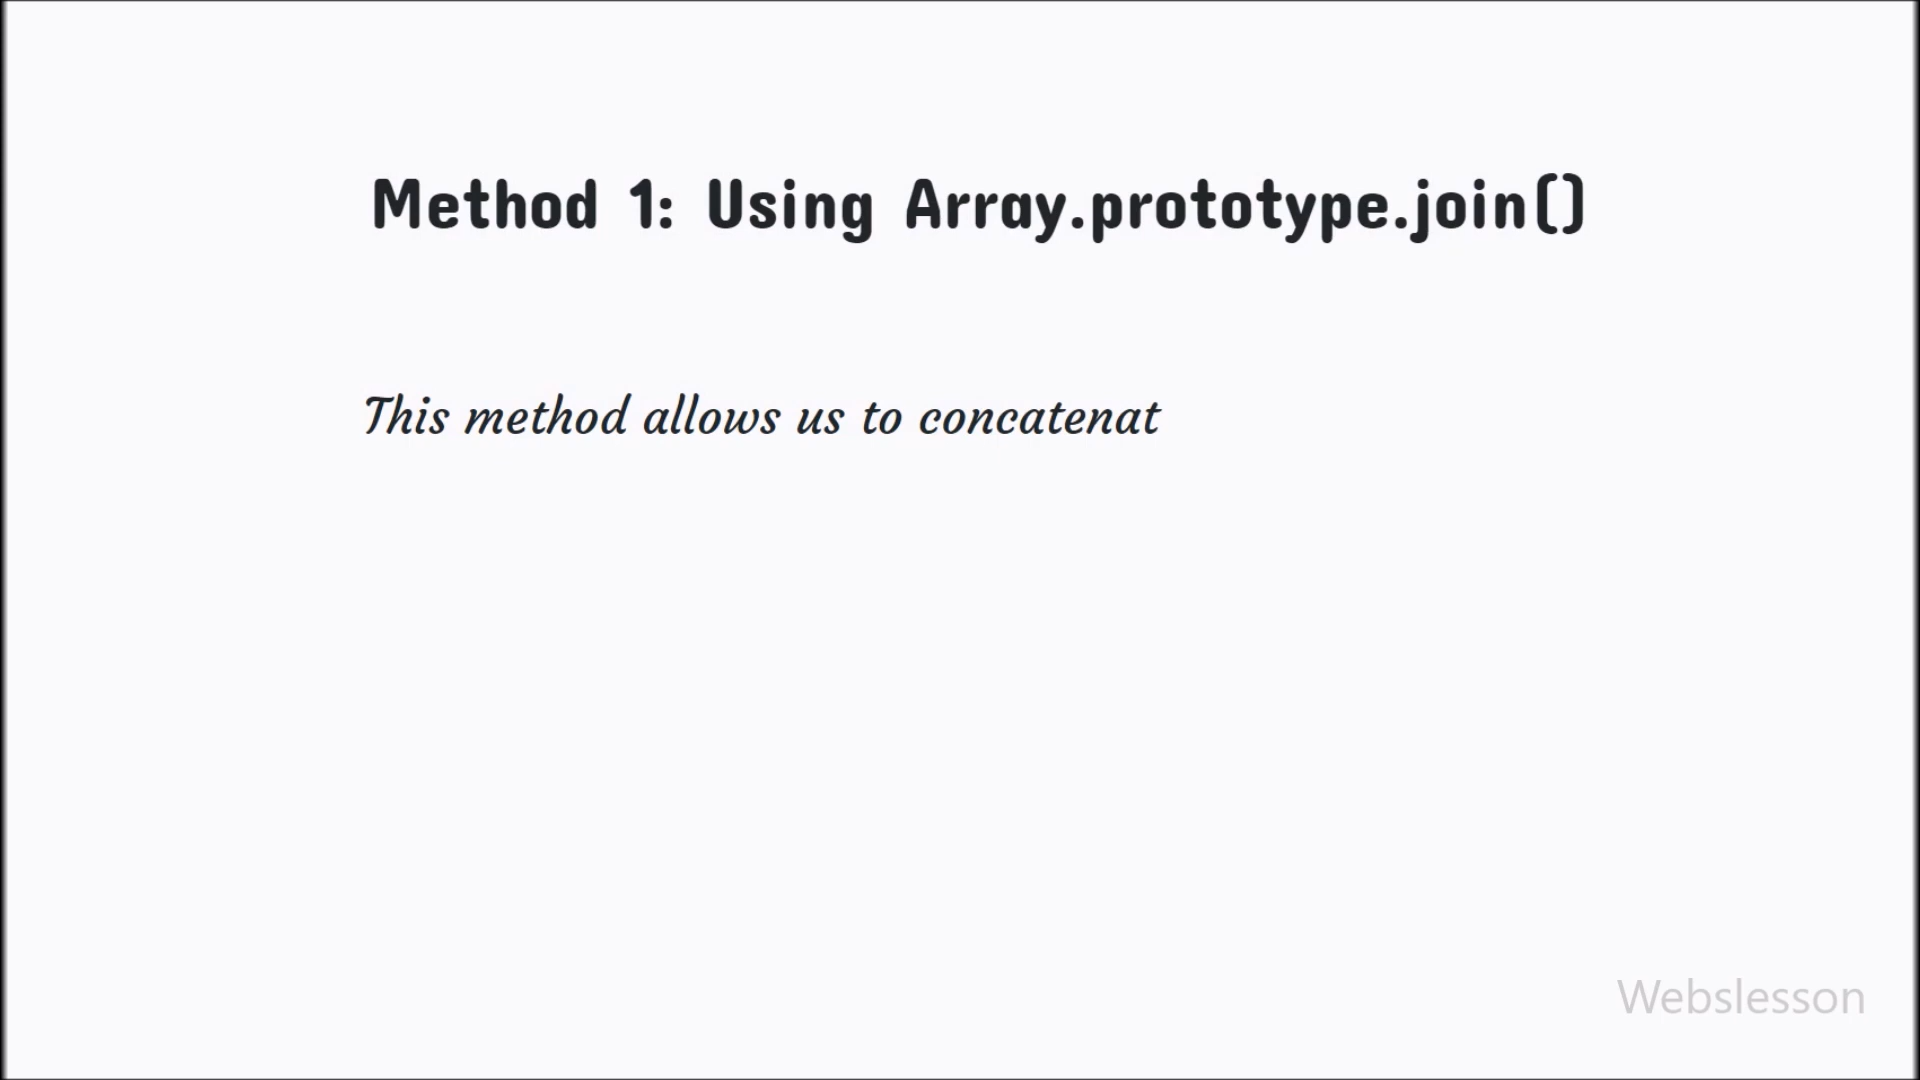 Method 1: Using Array.prototype.join()
This method allows us to concatenat
Webslesson